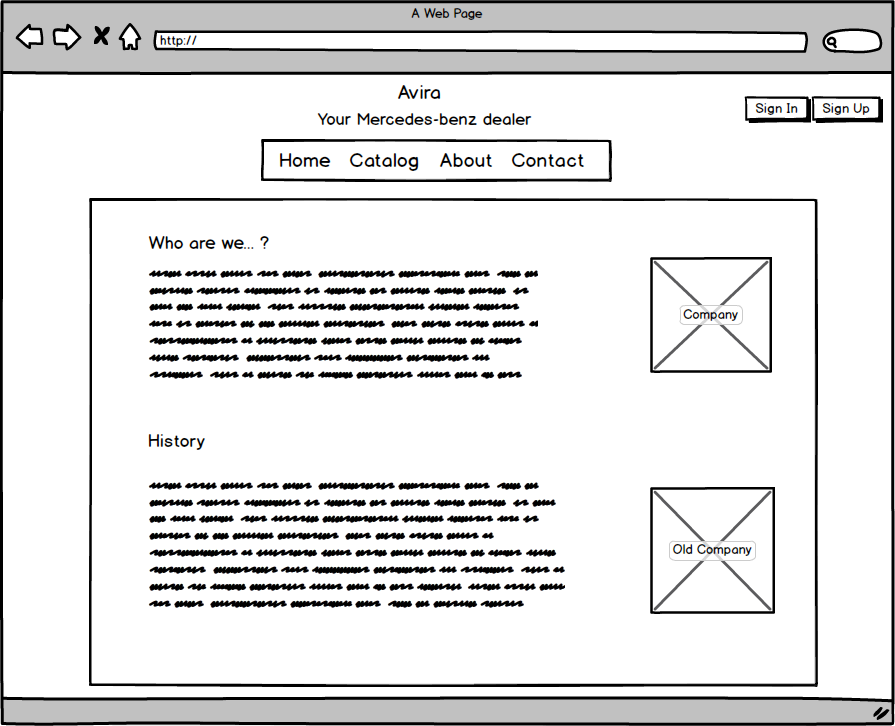 A Web Page
http://
Avira
Sign In Sign Up
Your Mercedes-benz dealer
Home Catalog About Contact
Who are we... ?
Company
History
Old Company